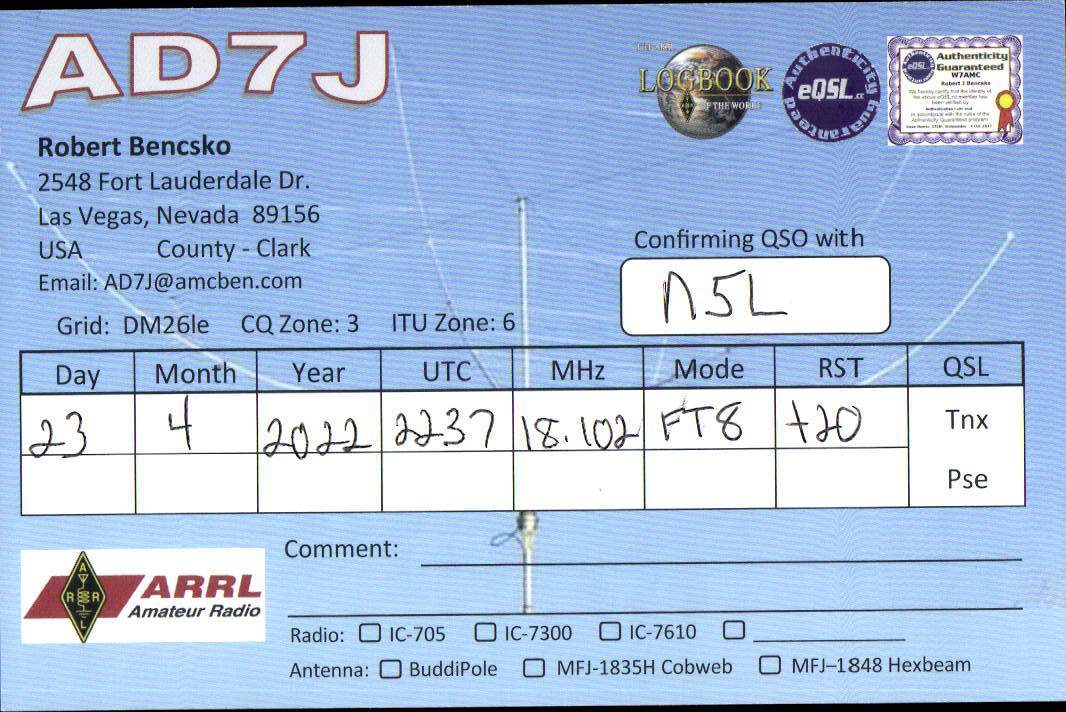 AD7J
THE ARRL
LOGBOOK
OF THE WORLD
Authenticity Guaranteed
eQSL.cc
Authenticity
Guaranteed
W7AMC
Robert J Bencsko
Robert Bencsko
2548 Fort Lauderdale Dr.
Las Vegas, Nevada 89156
USA County - Clark
Email: AD7J@amcben.com
Grid: DM26le CQ Zone: 3 ITU Zone: 6
Confirming QSO with
N5L
Day Month Year UTC MHz Mode RST QSL
23 4 2022 2237 18.102 FT8 +20 Tnx
Pse
Comment:
ARRL
Amateur Radio
Radio: IC-705 IC-7300 IC-7610
Antenna: BuddiPole MFJ-1835H Cobweb MFJ–1848 Hexbeam